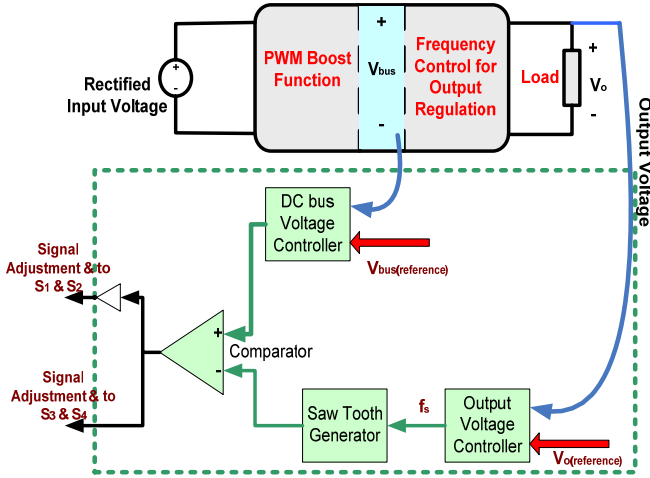 Rectified
Input Voltage
+
-
PWM Boost
Function
+
Vbus
-
Frequency
Control for
Output
Regulation
Load
+
Vo
-
Output Voltage
DC bus
Voltage
Controller
Vbus(reference)
Signal
Adjustment & to
S1 & S2
+
-
Comparator
Signal
Adjustment & to
S3 & S4
Saw Tooth
Generator
fs
Output
Voltage
Controller
Vo(reference)